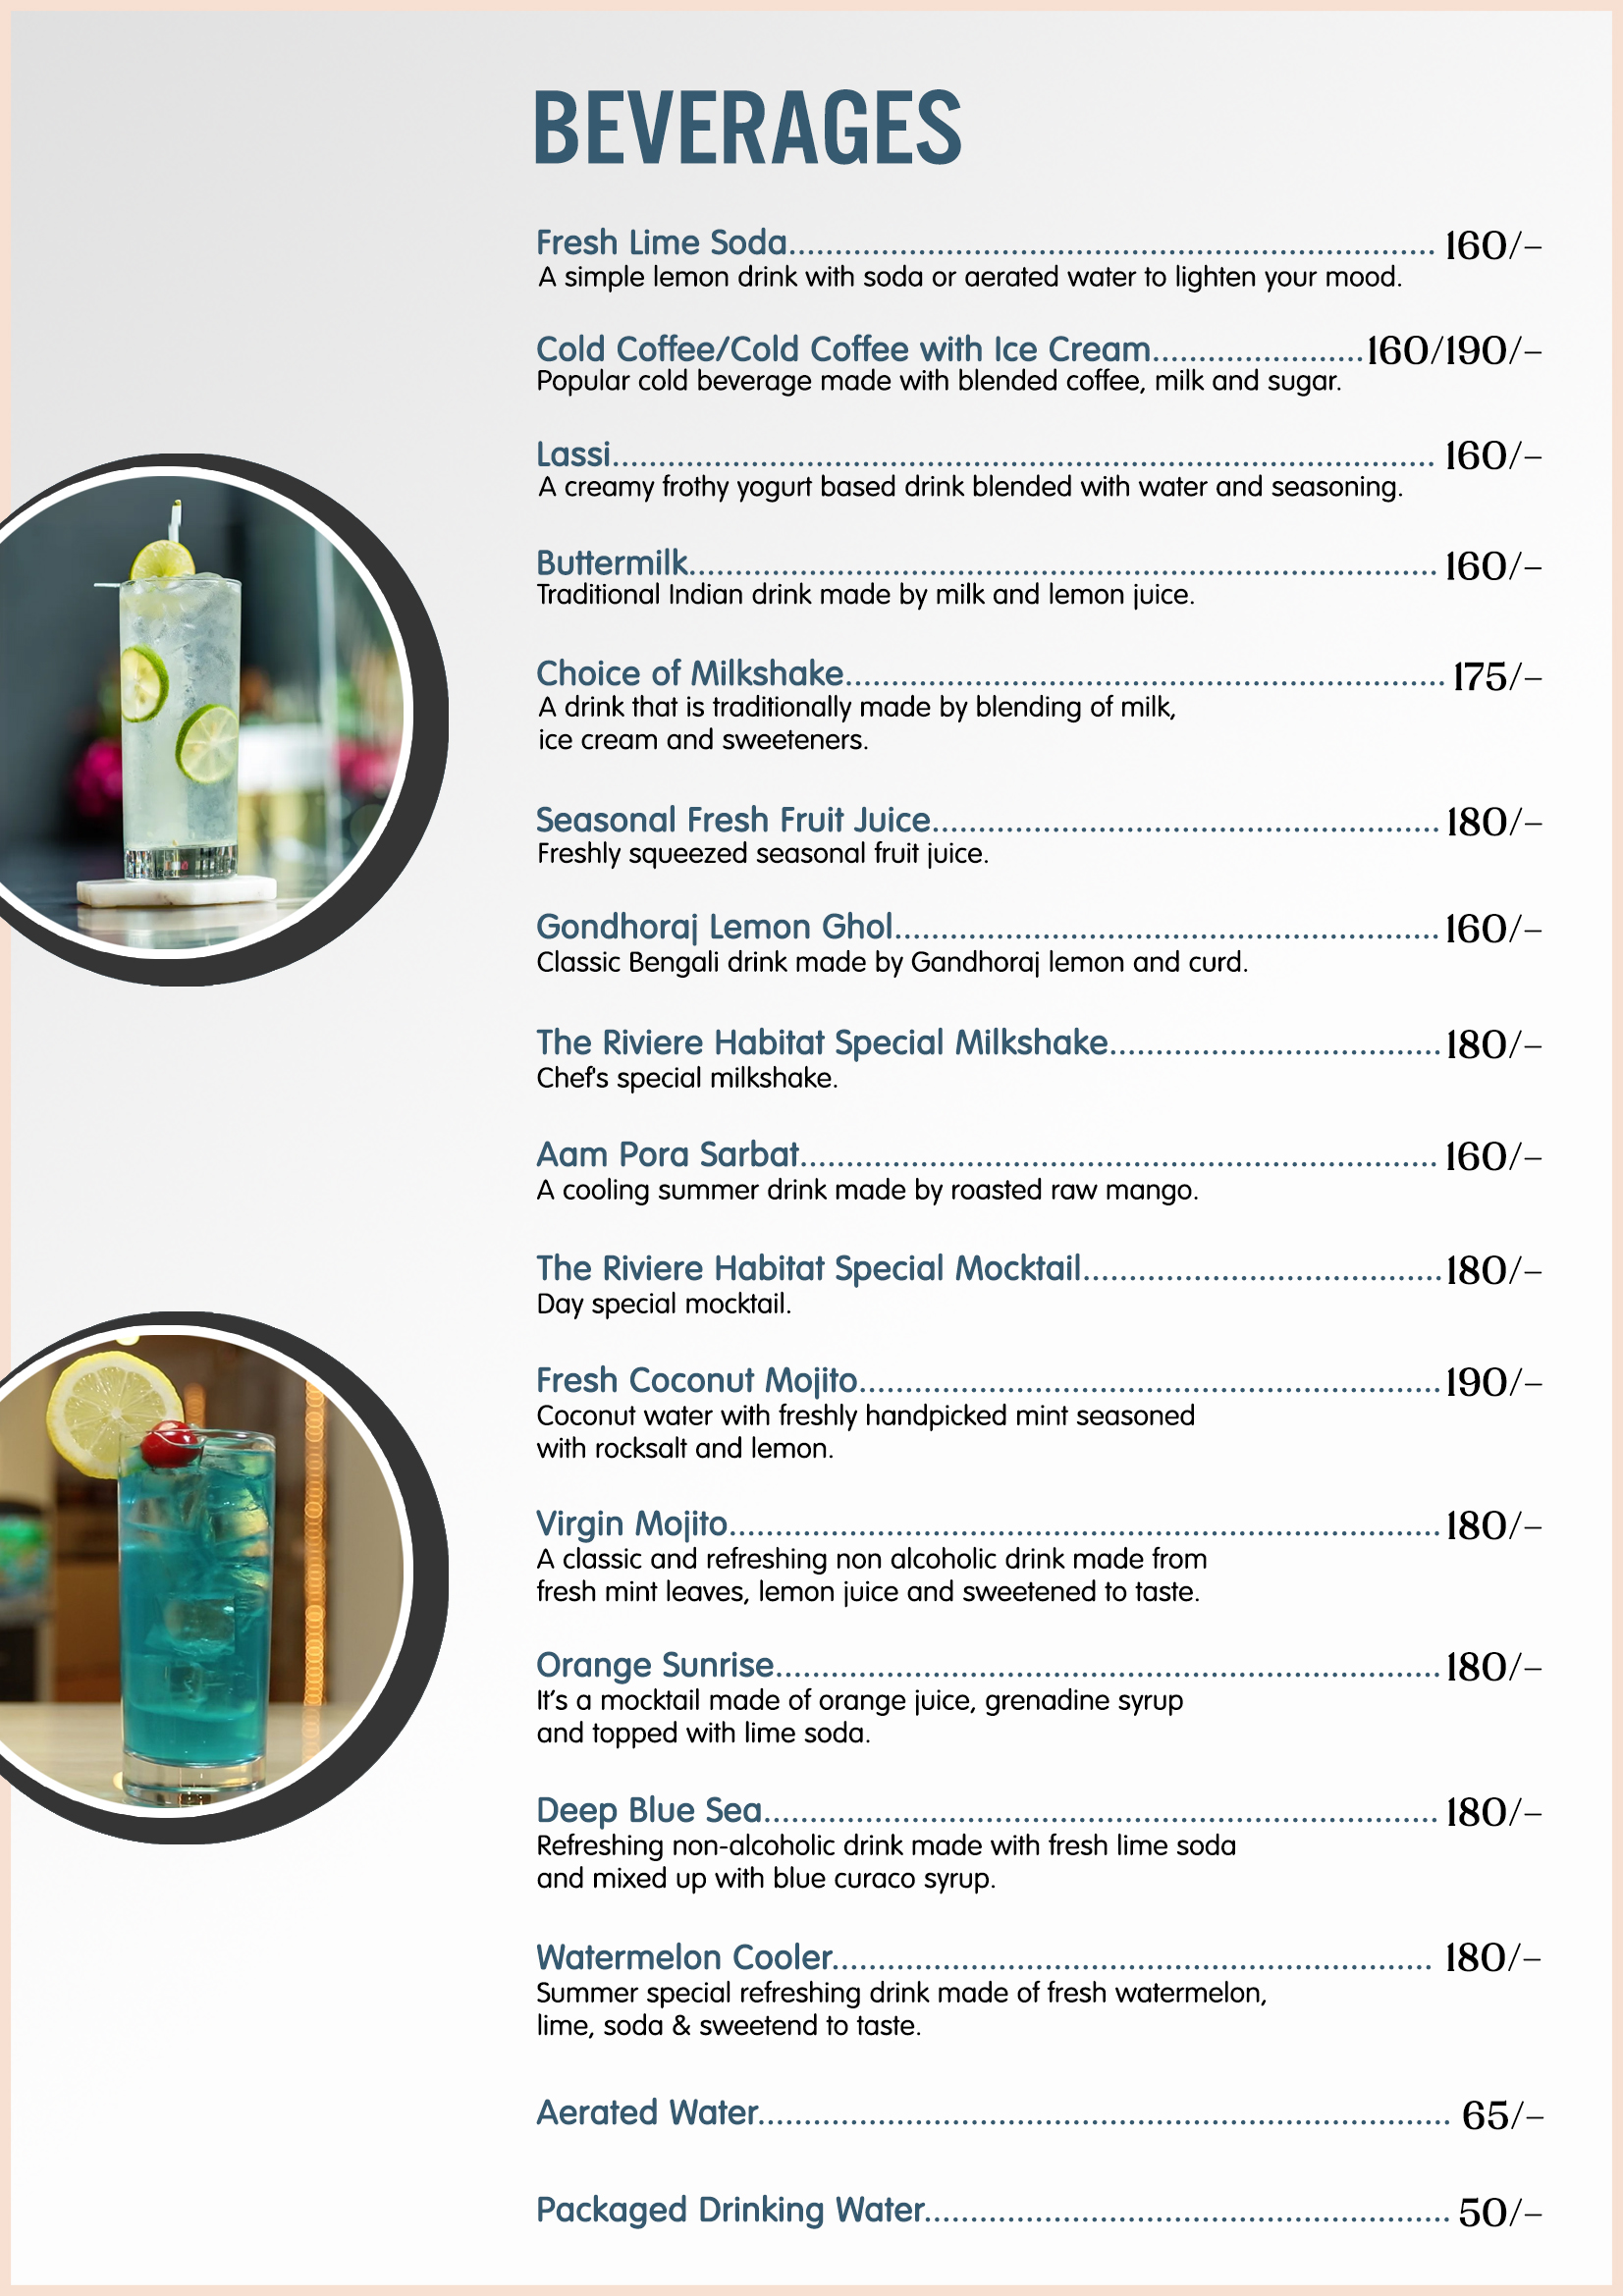 BEVERAGES
Fresh Lime Soda 160/-
A simple lemon drink with soda or aerated water to lighten your mood.
Cold Coffee/Cold Coffee with Ice Cream 160/190/-
Popular cold beverage made with blended coffee, milk and sugar.
Lassi 160/-
A creamy frothy yogurt based drink blended with water and seasoning.
Buttermilk 160/-
Traditional Indian drink made by milk and lemon juice.
Choice of Milkshake 175/-
A drink that is traditionally made by blending of milk,
ice cream and sweeteners.
Seasonal Fresh Fruit Juice 180/-
Freshly squeezed seasonal fruit juice.
Gondhoraj Lemon Ghol 160/-
Classic Bengali drink made by Gandhoraj lemon and curd.
The Riviere Habitat Special Milkshake 180/-
Chef's special milkshake.
Aam Pora Sarbat 160/-
A cooling summer drink made by roasted raw mango.
The Riviere Habitat Special Mocktail 180/-
Day special mocktail.
Fresh Coconut Mojito 190/-
Coconut water with freshly handpicked mint seasoned
with rocksalt and lemon.
Virgin Mojito 180/-
A classic and refreshing non alcoholic drink made from
fresh mint leaves, lemon juice and sweetened to taste.
Orange Sunrise 180/-
It's a mocktail made of orange juice, grenadine syrup
and topped with lime soda.
Deep Blue Sea 180/-
Refreshing non-alcoholic drink made with fresh lime soda
and mixed up with blue curaco syrup.
Watermelon Cooler 180/-
Summer special refreshing drink made of fresh watermelon,
lime, soda & sweetend to taste.
Aerated Water 65/-
Packaged Drinking Water 50/-